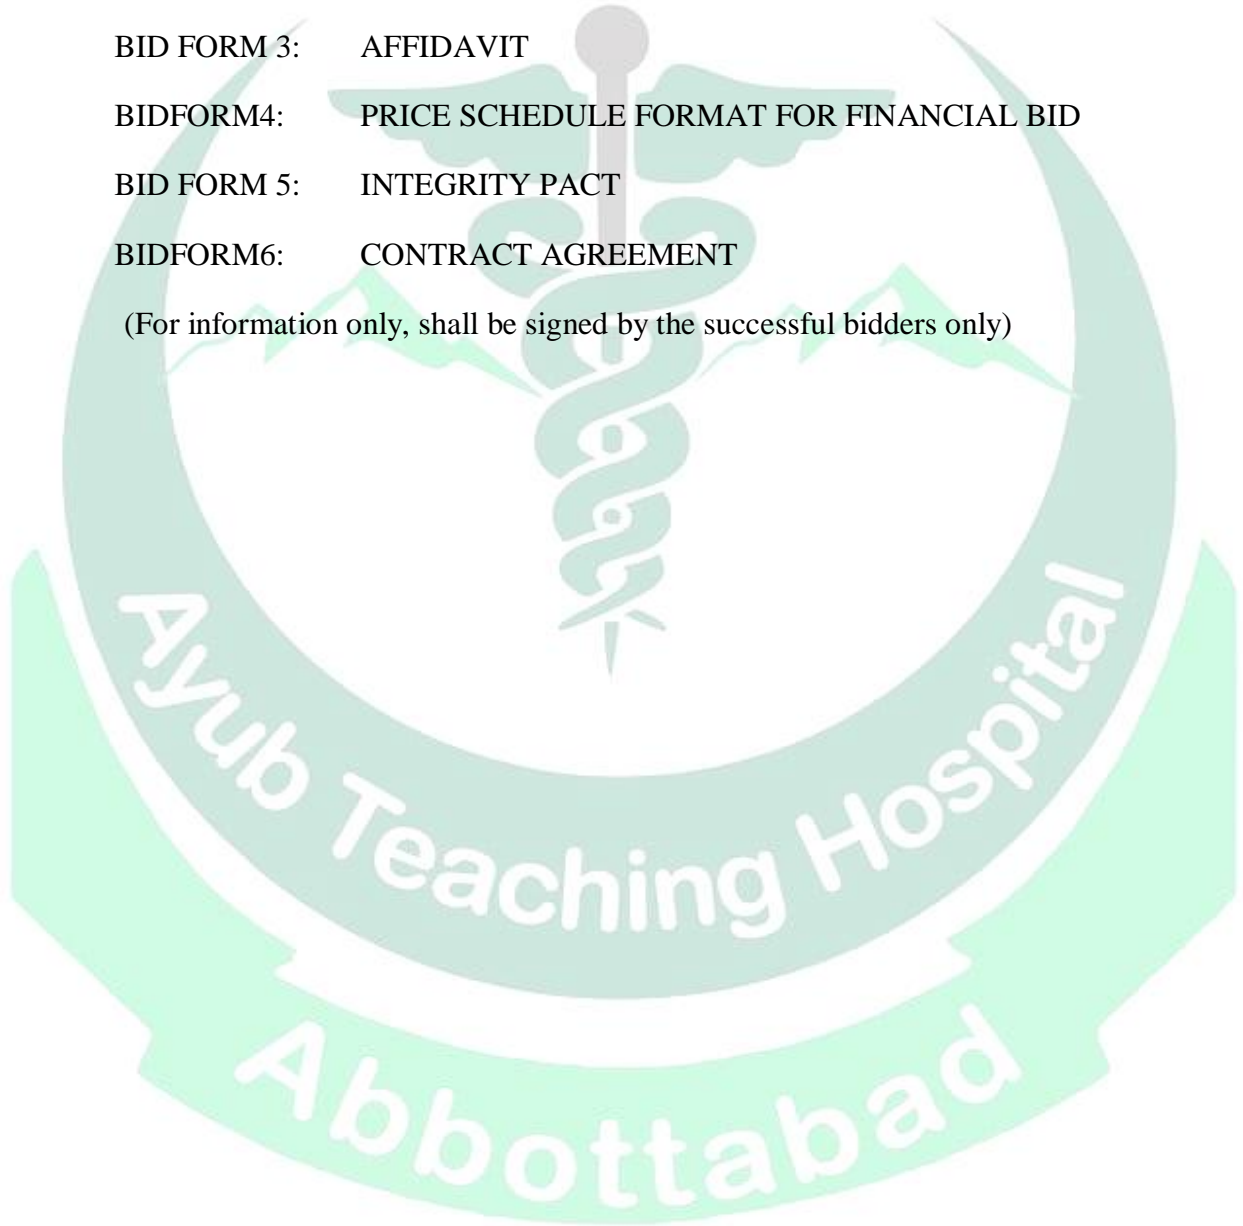 BID FORM 3: AFFIDAVIT
BIDFORM4: PRICE SCHEDULE FORMAT FOR FINANCIAL BID
BID FORM 5: INTEGRITY PACT
BIDFORM6: CONTRACT AGREEMENT
(For information only, shall be signed by the successful bidders only)
Ayub Teaching Hospital
Abbottabad